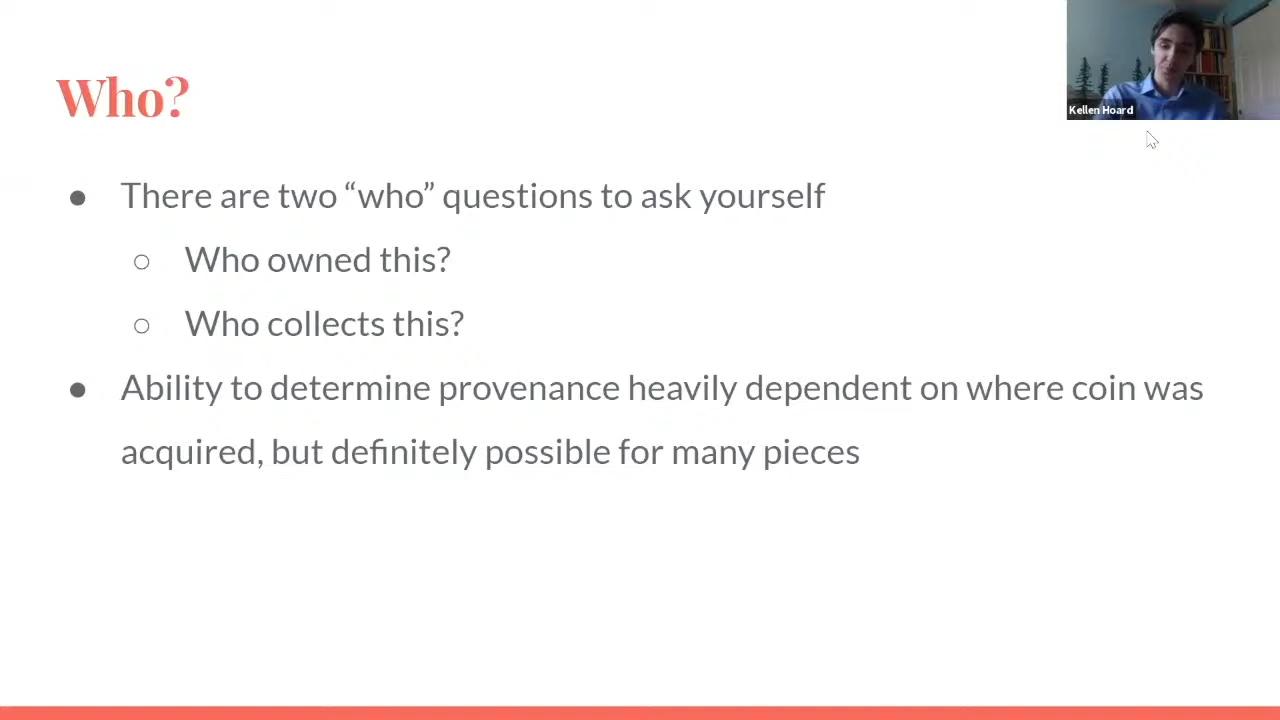 Who?
Kellen Hoard
● There are two “who” questions to ask yourself
○ Who owned this?
○ Who collects this?
● Ability to determine provenance heavily dependent on where coin was
acquired, but definitely possible for many pieces